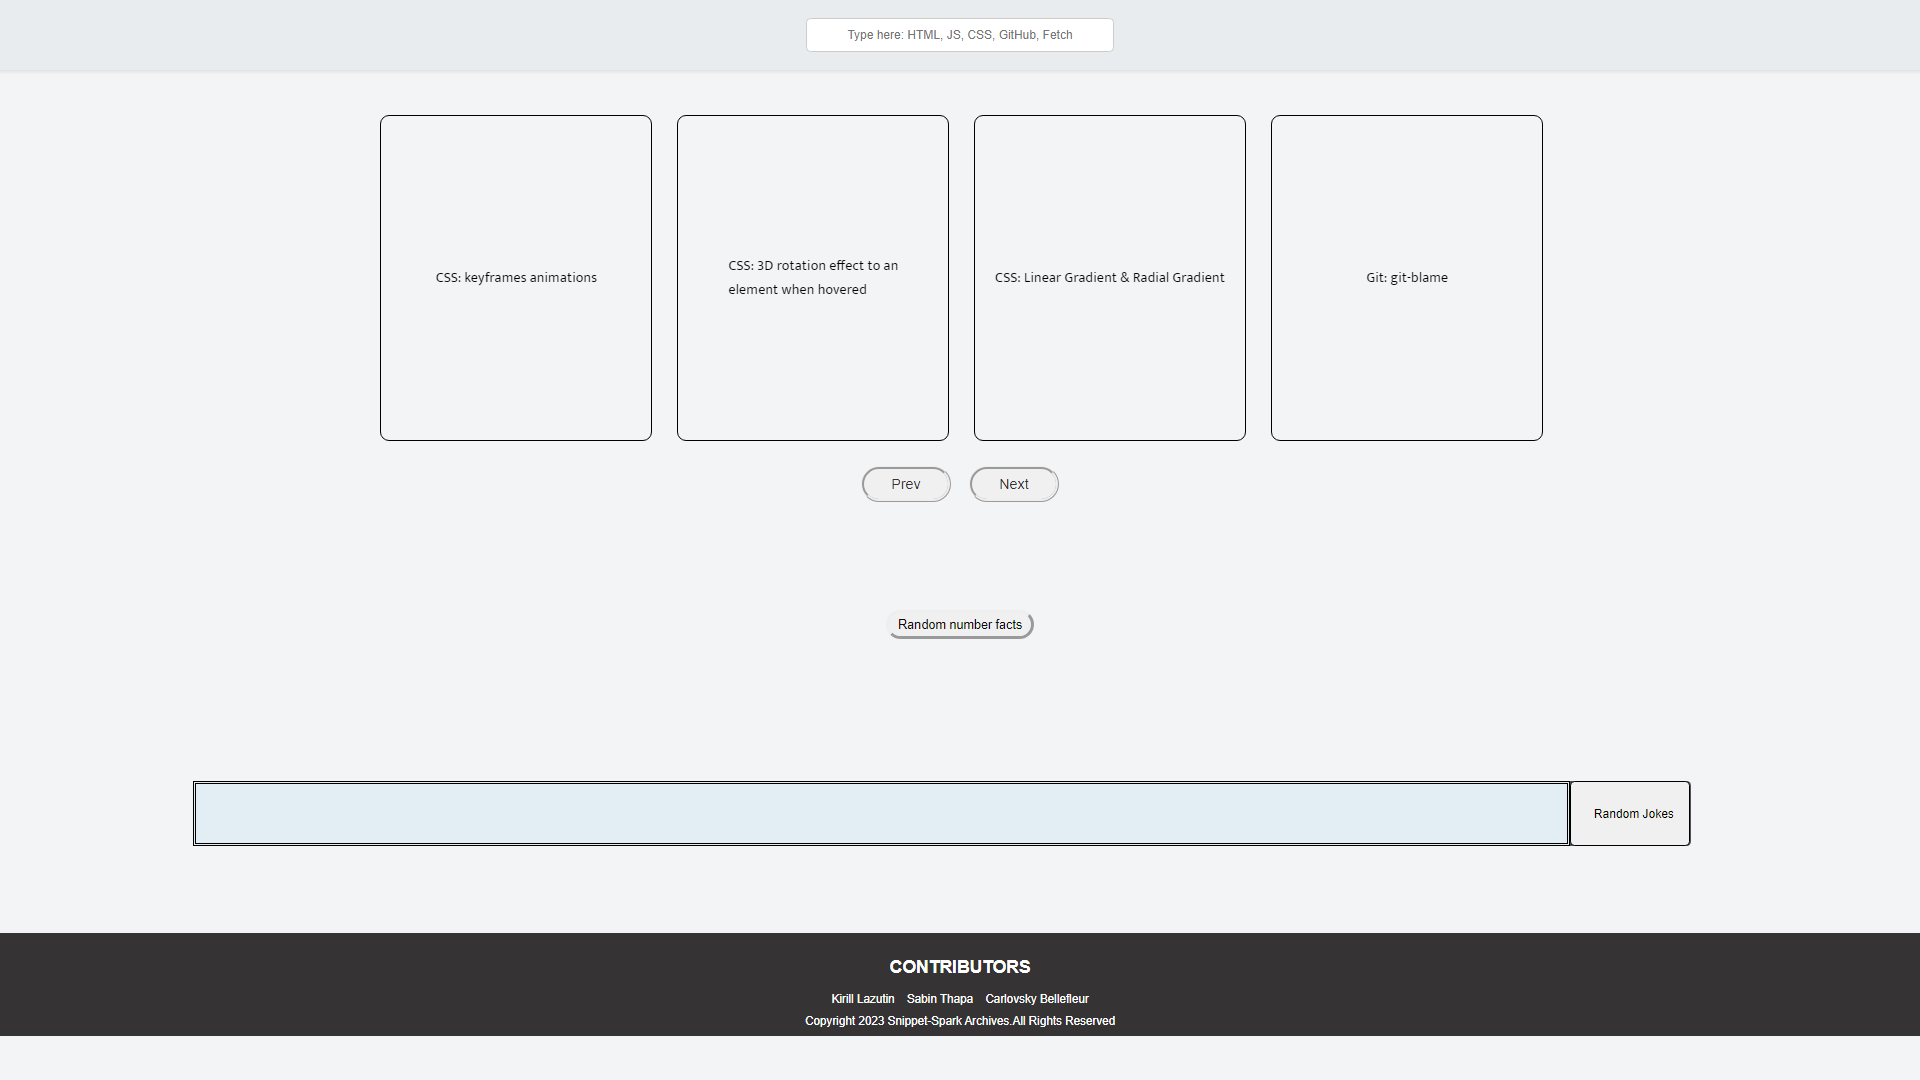 Type here: HTML, JS, CSS, GitHub, Fetch
CSS: keyframes animations
CSS: 3D rotation effect to an
element when hovered
CSS: Linear Gradient & Radial Gradient
Git: git-blame
Prev
Next
Random number facts
Random Jokes
CONTRIBUTORS
Kirill Lazutin Sabin Thapa Carlovsky Bellefleur
Copyright 2023 Snippet-Spark Archives.All Rights Reserved